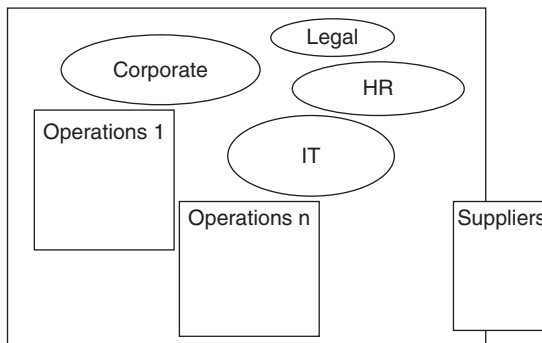 Legal
Corporate
HR
Operations 1
IT
Operations n
Suppliers